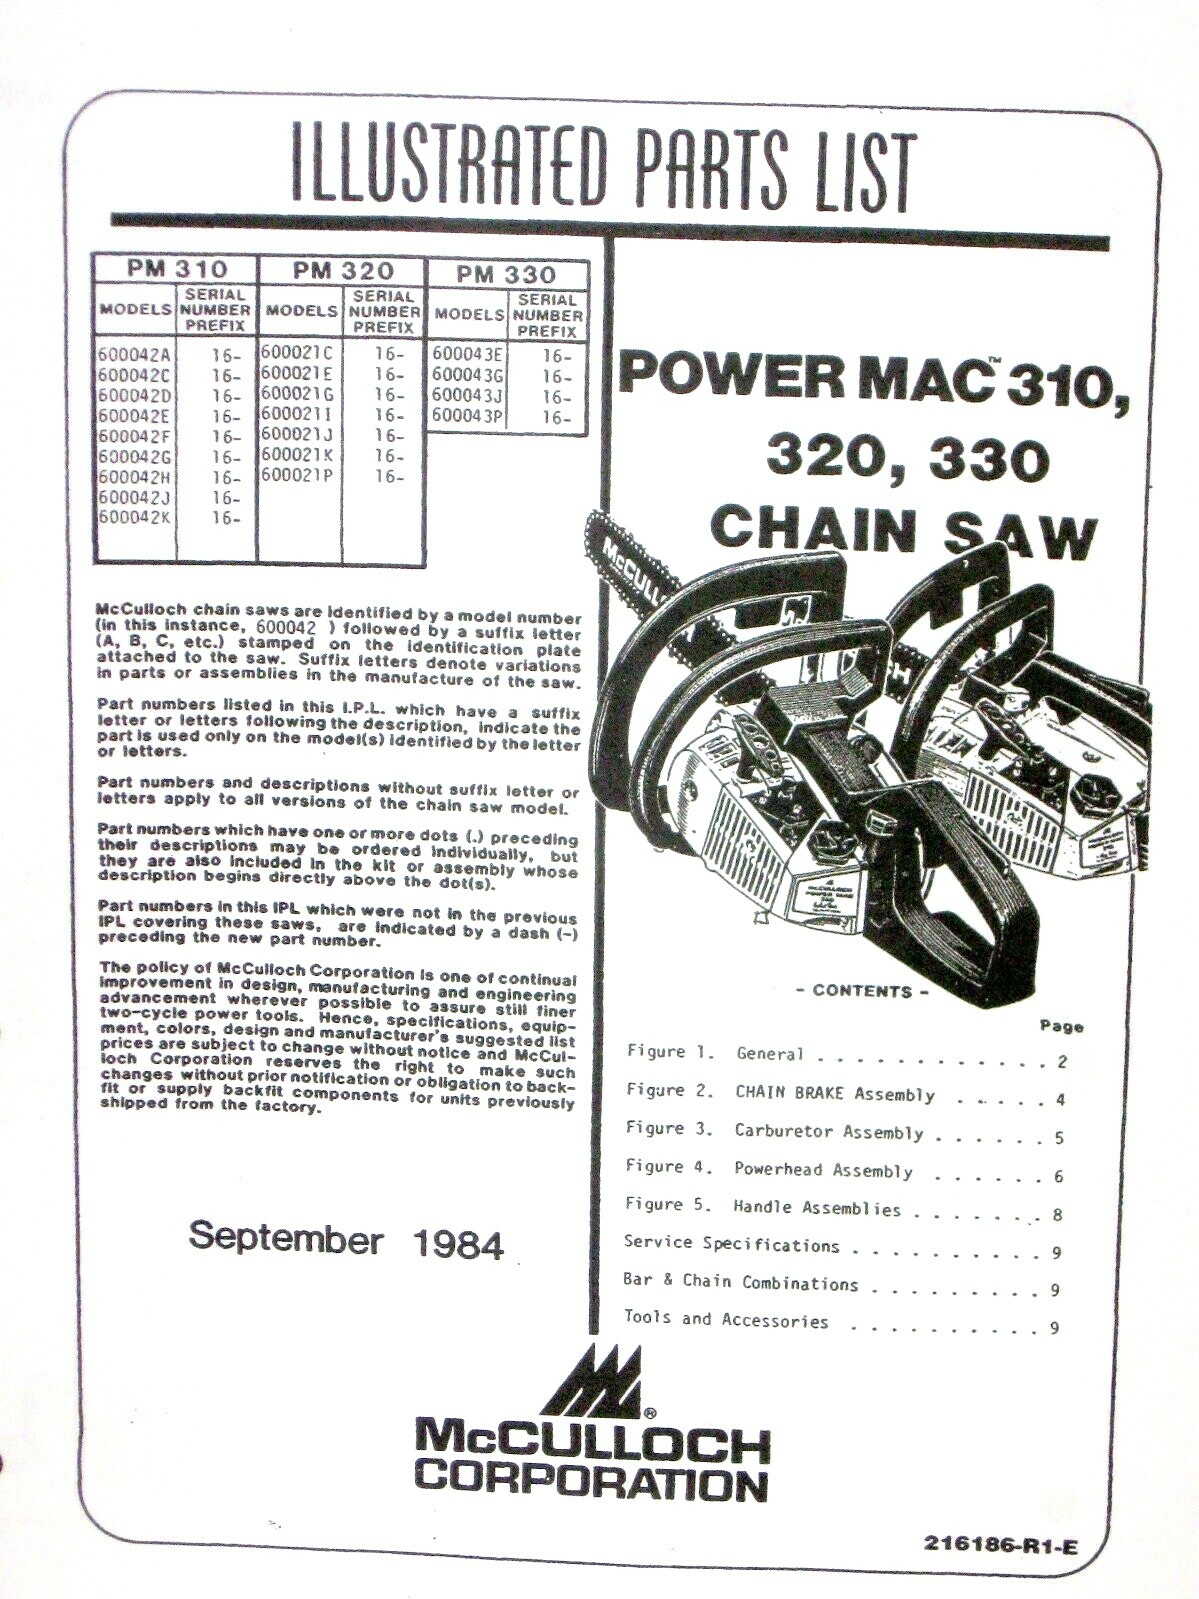 ILLUSTRATED PARTS LIST
PM 310 PM 320 PM 330
MODELS SERIAL NUMBER PREFIX MODELS SERIAL NUMBER PREFIX MODELS SERIAL NUMBER PREFIX
600042A 16- 600021C 16- 600043E 16-
600042C 16- 600021E 16- 600043G 16-
600042D 16- 600021G 16- 600043J 16-
600042E 16- 600021I 16- 600043P 16-
600042F 16- 600021J 16-
600042G 16- 600021K 16-
600042H 16- 600021P 16-
600042J 16-
600042K 16-
McCulloch chain saws are identified by a model number
(in this instance, 600042 ) followed by a suffix letter
(A, B, C, etc.) stamped on the identification plate
attached to the saw. Suffix letters denote variations
in parts or assemblies in the manufacture of the saw.
Part numbers listed in this I.P.L. which have a suffix
letter or letters following the description, indicate the
part is used only on the model(s) identified by the letter
or letters.
Part numbers and descriptions without suffix letter or
letters apply to all versions of the chain saw model.
Part numbers which have one or more dots (.) preceding
their descriptions may be ordered individually, but
they are also included in the kit or assembly whose
description begins directly above the dot(s).
Part numbers in this IPL which were not in the previous
IPL covering these saws, are indicated by a dash (-)
preceding the new part number.
The policy of McCulloch Corporation is one of continual
improvement in design, manufacturing and engineering
advancement wherever possible to assure still finer
two-cycle power tools. Hence, specifications, equip-
ment, colors, design and manufacturer's suggested list
prices are subject to change without notice and McCul-
loch Corporation reserves the right to make such
changes without prior notification or obligation to back-
fit or supply backfit components for units previously
shipped from the factory.
September 1984
POWER MAC™ 310,
320, 330
CHAIN SAW
McCULL
McCULLOCH
POWER MAC
- CONTENTS -
Page
Figure 1. General . . . . . . . . . . . . 2
Figure 2. CHAIN BRAKE Assembly . . . . . 4
Figure 3. Carburetor Assembly . . . . . . 5
Figure 4. Powerhead Assembly . . . . . . 6
Figure 5. Handle Assemblies . . . . . . . 8
Service Specifications . . . . . . . . . . 9
Bar & Chain Combinations . . . . . . . . . 9
Tools and Accessories . . . . . . . . . . 9
®
McCULLOCH
CORPORATION
216186-R1-E